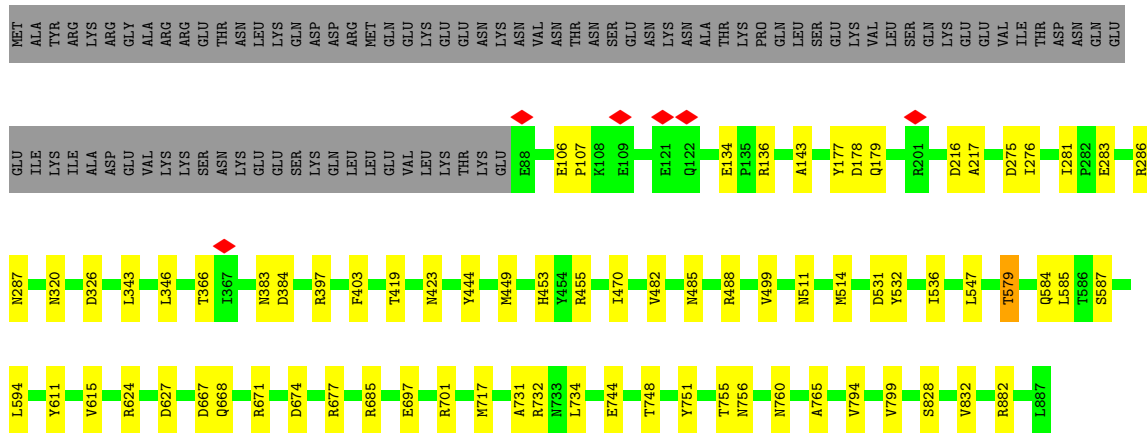 MET ALA TYR ARG LYS ARG GLY ALA ARG ARG GLU THR ASN LEU LYS GLN ASP ASP ARG MET GLN GLU LYS GLU GLU ASN LYS ASN VAL ASN THR ASN SER GLU ASN LYS ASN ALA THR LYS PRO GLN LEU SER GLU LYS VAL LEU SER GLN LYS GLU GLU VAL ILE THR ASP ASN GLN GLU
GLU ILE LYS ILE ALA ASP GLU VAL LYS LYS SER ASN LYS GLU GLU SER LYS GLN LEU LEU GLU VAL LEU LYS THR LYS GLU E88 E106 P107 K108 E109 E121 Q122 E134 P135 R136 A143 Y177 D178 Q179 R201 D216 A217 D275 I276 I281 P282 E283 R286
N287 N320 D326 L343 L346 T366 I367 N383 D384 R397 F403 T419 N423 Y444 M449 H453 Y454 R455 I470 V482 N485 R488 V499 N511 M514 D531 Y532 I536 L547 T579 Q584 L585 T586 S587
L594 Y611 V615 R624 D627 D667 Q668 R671 D674 R677 R685 E697 R701 M717 A731 R732 N733 L734 E744 T748 Y751 T755 N756 N760 A765 V794 V799 S828 V832 R882 L887